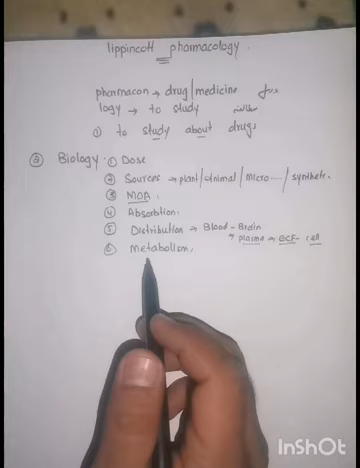 lippincott pharmacology.
pharmacon → drug/medicine
logy → to study
① to study about drugs
② Biology. ① Dose
② Sources → plant/animal/micro..../synthetic.
③ MOA.
④ Absorption.
⑤ Distribution → Blood - Brain
→ plasma → ECF - cell
⑥ Metabolism.
InShOt